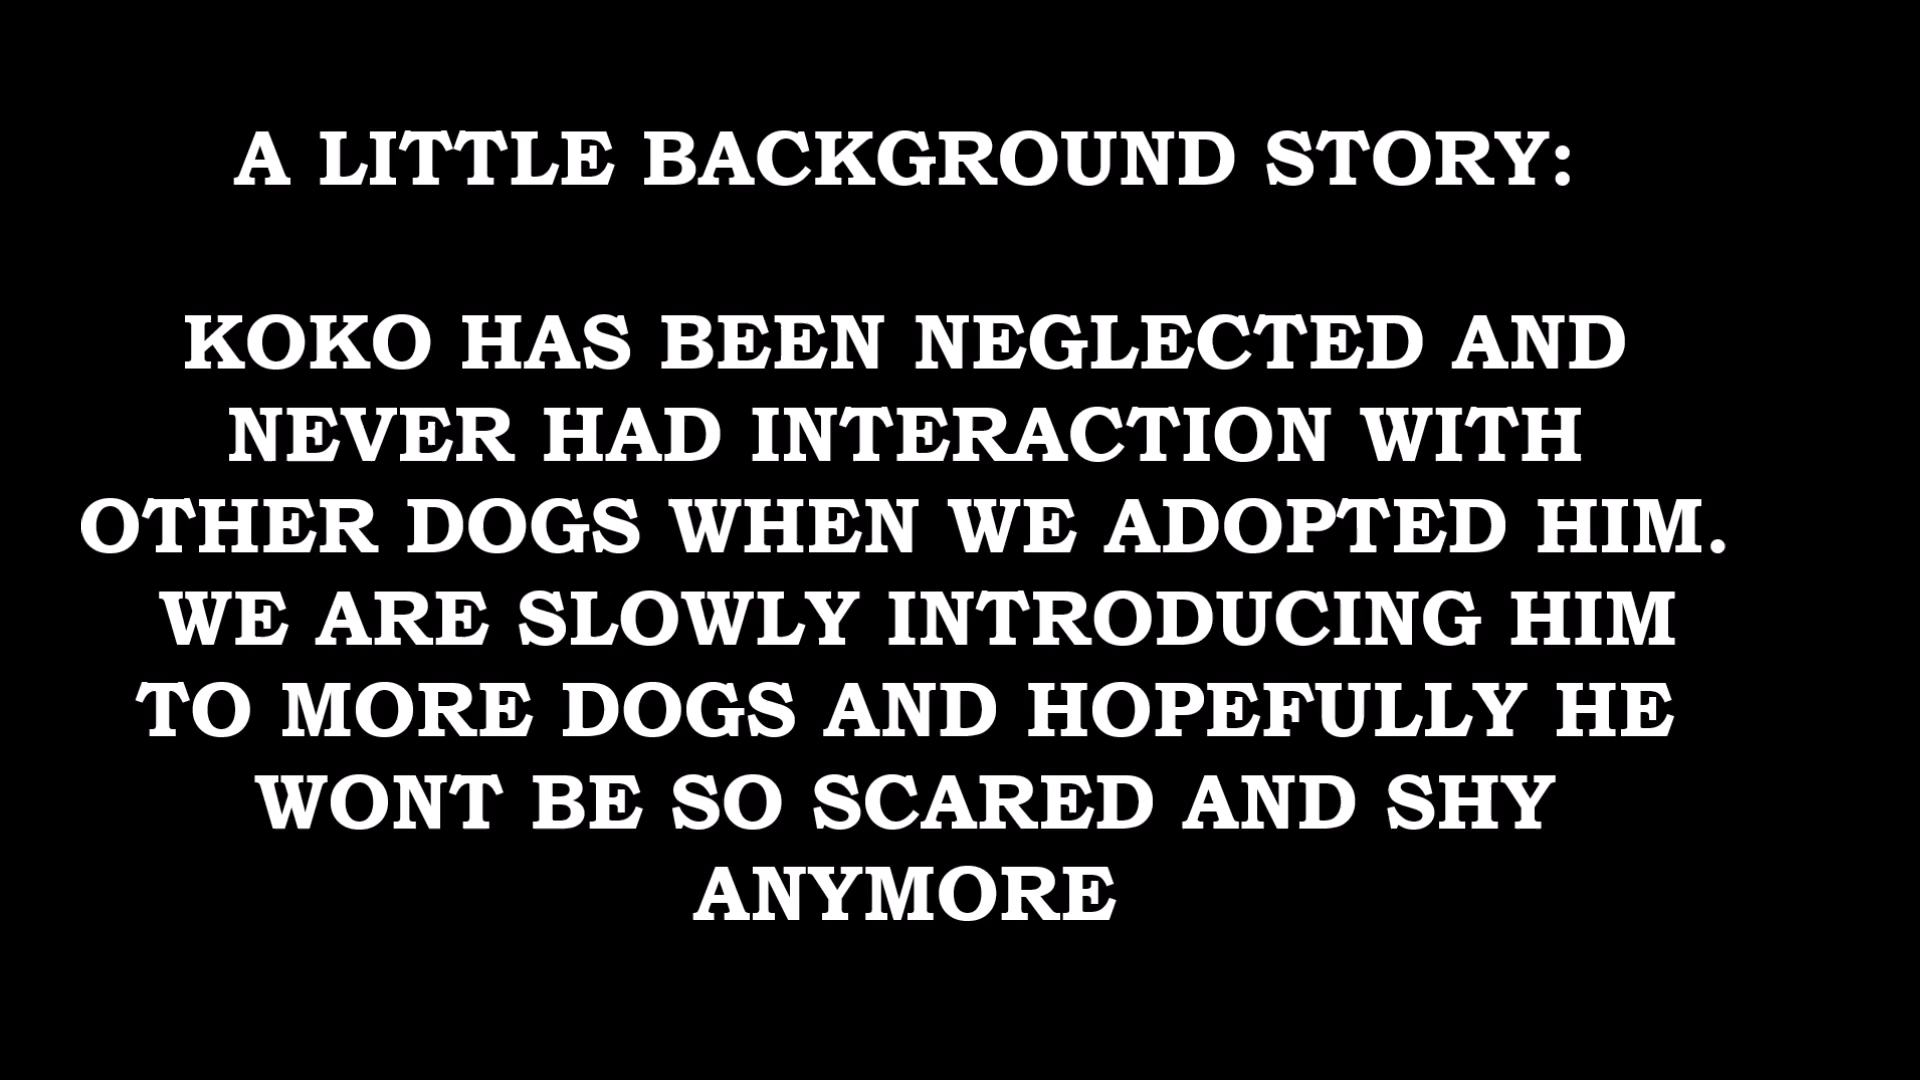 A LITTLE BACKGROUND STORY:
KOKO HAS BEEN NEGLECTED AND
NEVER HAD INTERACTION WITH
OTHER DOGS WHEN WE ADOPTED HIM.
WE ARE SLOWLY INTRODUCING HIM
TO MORE DOGS AND HOPEFULLY HE
WONT BE SO SCARED AND SHY
ANYMORE